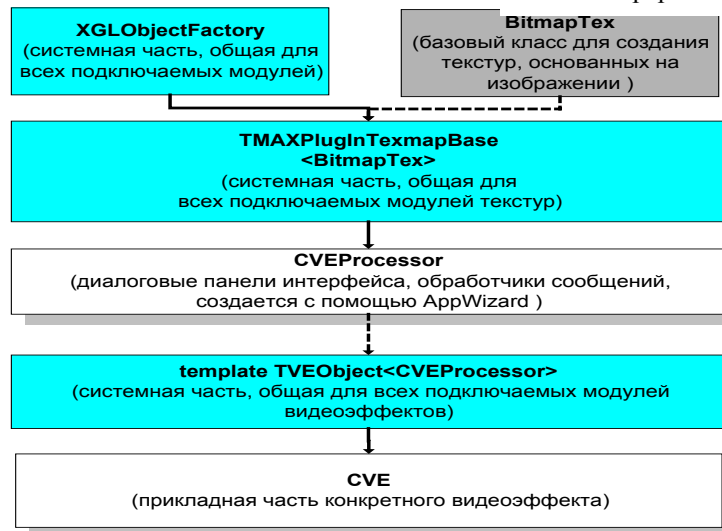 XGLObjectFactory
(системная часть, общая для
всех подключаемых модулей)
BitmapTex
(базовый класс для создания
текстур, основанных на
изображении )
TMAXPlugInTexmapBase
<BitmapTex>
(системная часть, общая для
всех подключаемых модулей текстур)
CVEProcessor
(диалоговые панели интерфейса, обработчики сообщений,
создается с помощью AppWizard )
template TVEObject<CVEProcessor>
(системная часть, общая для всех подключаемых модулей
видеоэффектов)
CVE
(прикладная часть конкретного видеоэффекта)